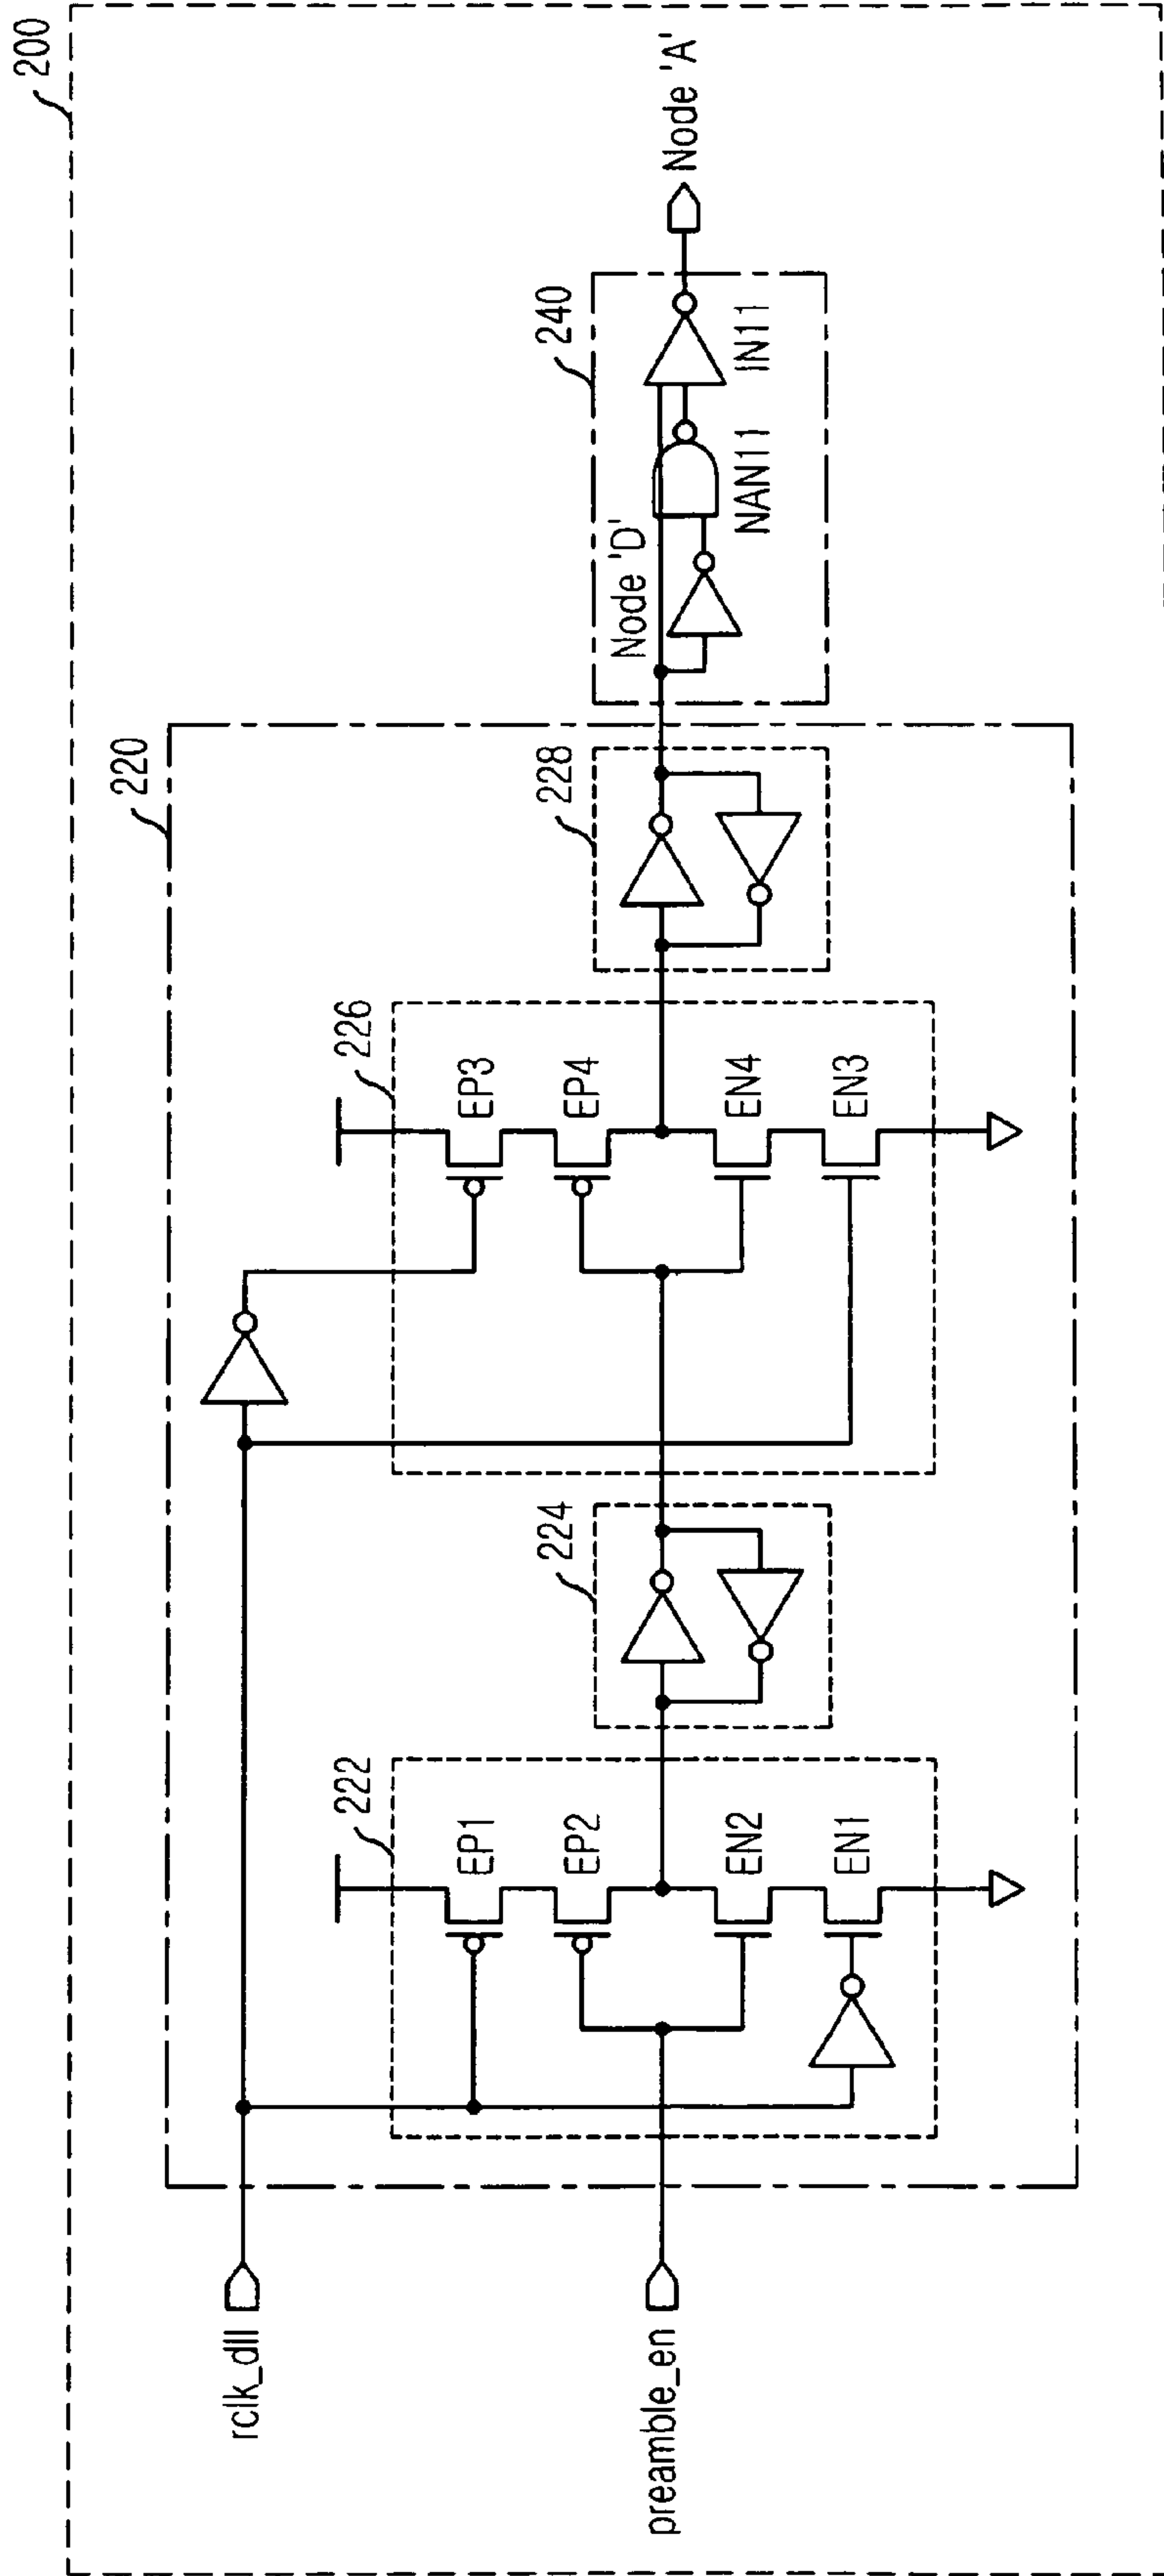 200
220
rclk_dll
preamble_en
222
EP1
EP2
EN2
EN1
224
226
EP3
EP4
EN4
EN3
228
240
Node 'D'
NAN11
IN11
Node 'A'